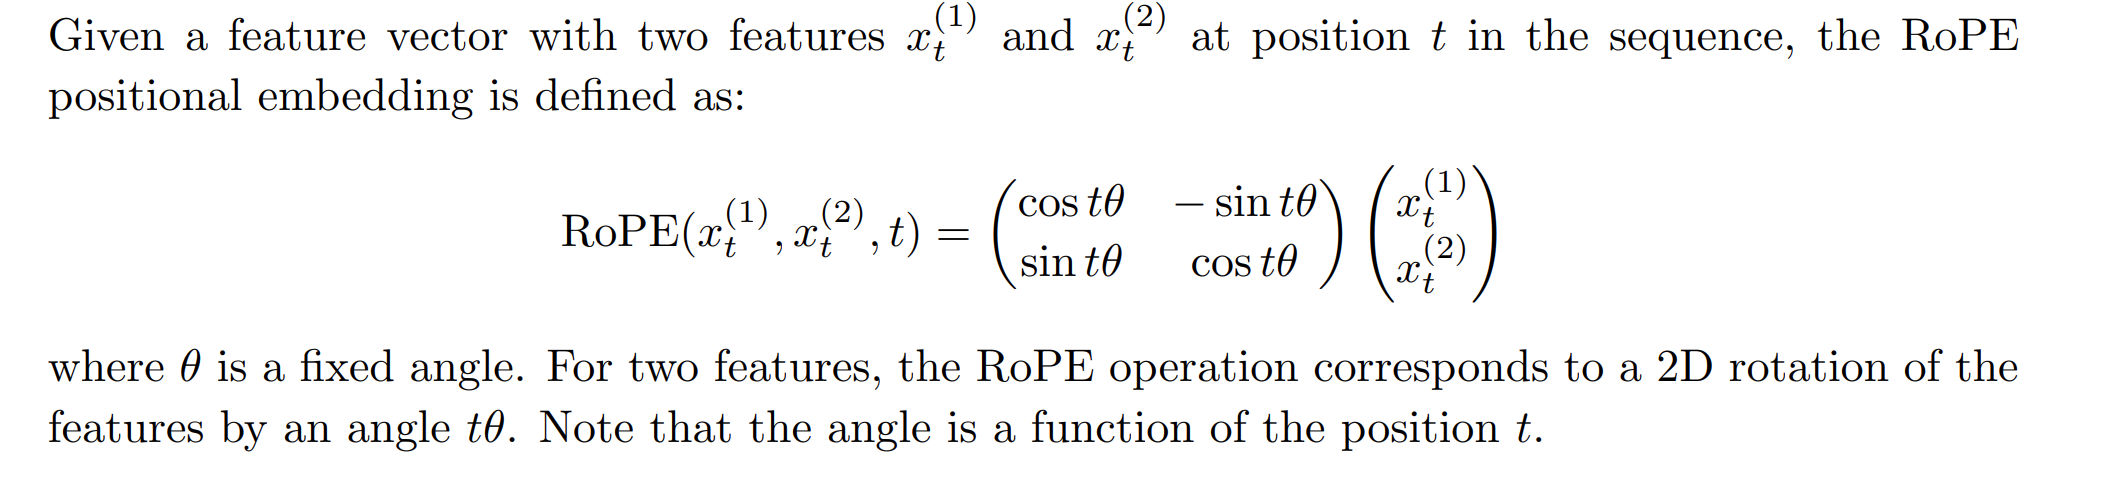 Given a feature vector with two features $x_t^{(1)}$ and $x_t^{(2)}$ at position $t$ in the sequence, the RoPE
positional embedding is defined as:
$$\mathrm{RoPE}(x_t^{(1)}, x_t^{(2)}, t) = \begin{pmatrix} \cos t\theta & -\sin t\theta \\ \sin t\theta & \cos t\theta \end{pmatrix} \begin{pmatrix} x_t^{(1)} \\ x_t^{(2)} \end{pmatrix}$$
where $\theta$ is a fixed angle. For two features, the RoPE operation corresponds to a 2D rotation of the
features by an angle $t\theta$. Note that the angle is a function of the position $t$.